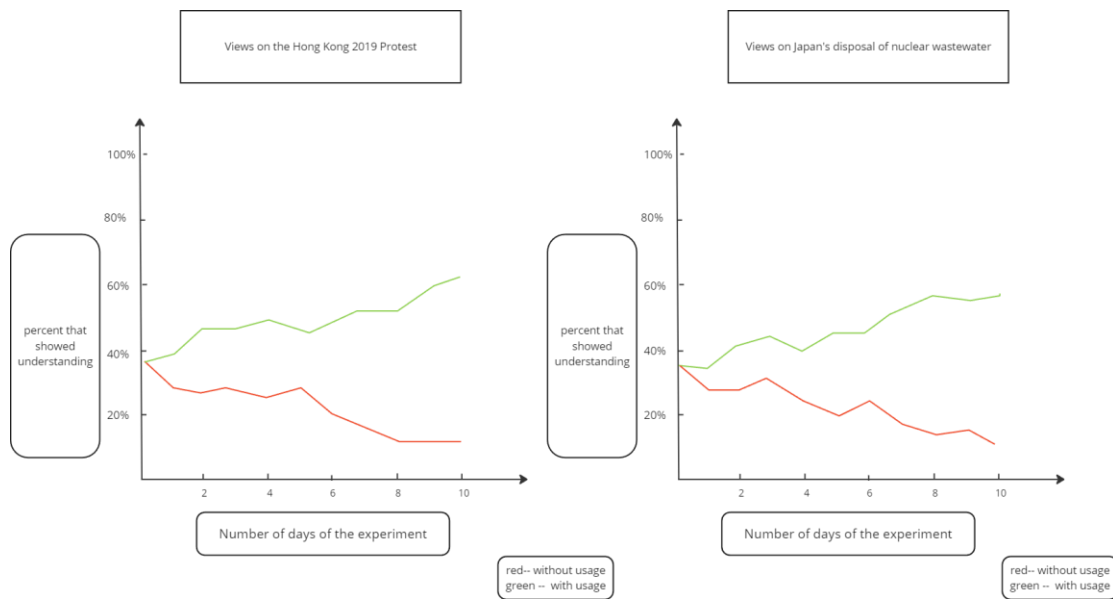 Views on the Hong Kong 2019 Protest
100%
80%
60%
40%
20%
percent that
showed
understanding
2
4
6
8
10
Number of days of the experiment
red-- without usage
green -- with usage
Views on Japan's disposal of nuclear wastewater
100%
80%
60%
40%
20%
percent that
showed
understanding
2
4
6
8
10
Number of days of the experiment
red-- without usage
green -- with usage